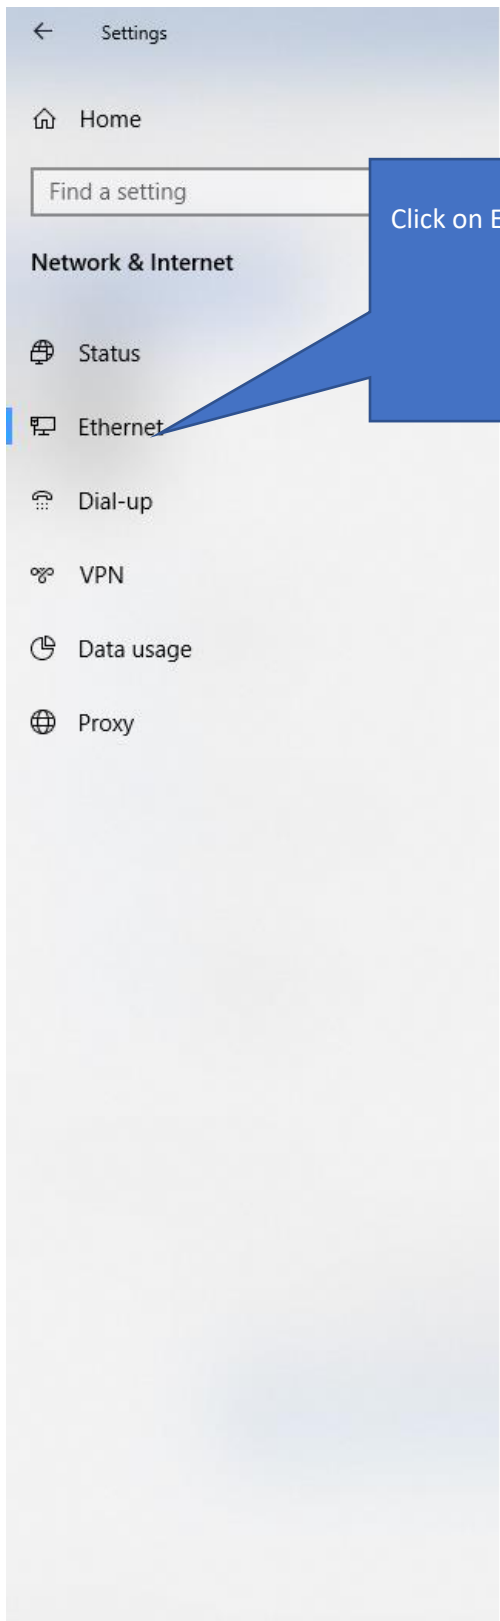 Settings
Home
Find a setting
Click on E
Network & Internet
Status
Ethernet
Dial-up
VPN
Data usage
Proxy